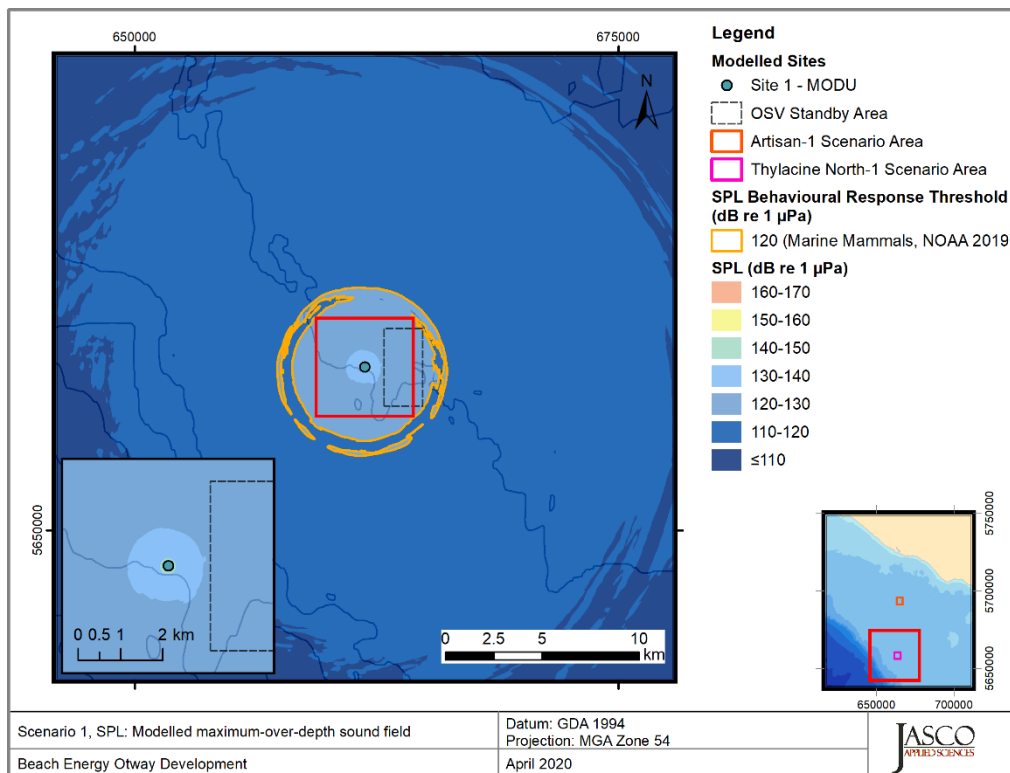 650000
675000
N
5650000
0 0.5 1 2 km
0 2.5 5 10
km
Legend
Modelled Sites
Site 1 - MODU
OSV Standby Area
Artisan-1 Scenario Area
Thylacine North-1 Scenario Area
SPL Behavioural Response Threshold
(dB re 1 µPa)
120 (Marine Mammals, NOAA 2019
SPL (dB re 1 µPa)
160-170
150-160
140-150
130-140
120-130
110-120
≤110
5750000
5700000
5650000
650000 700000
Scenario 1, SPL: Modelled maximum-over-depth sound field
Datum: GDA 1994
Projection: MGA Zone 54
Beach Energy Otway Development
April 2020
JASCO
APPLIED SCIENCES